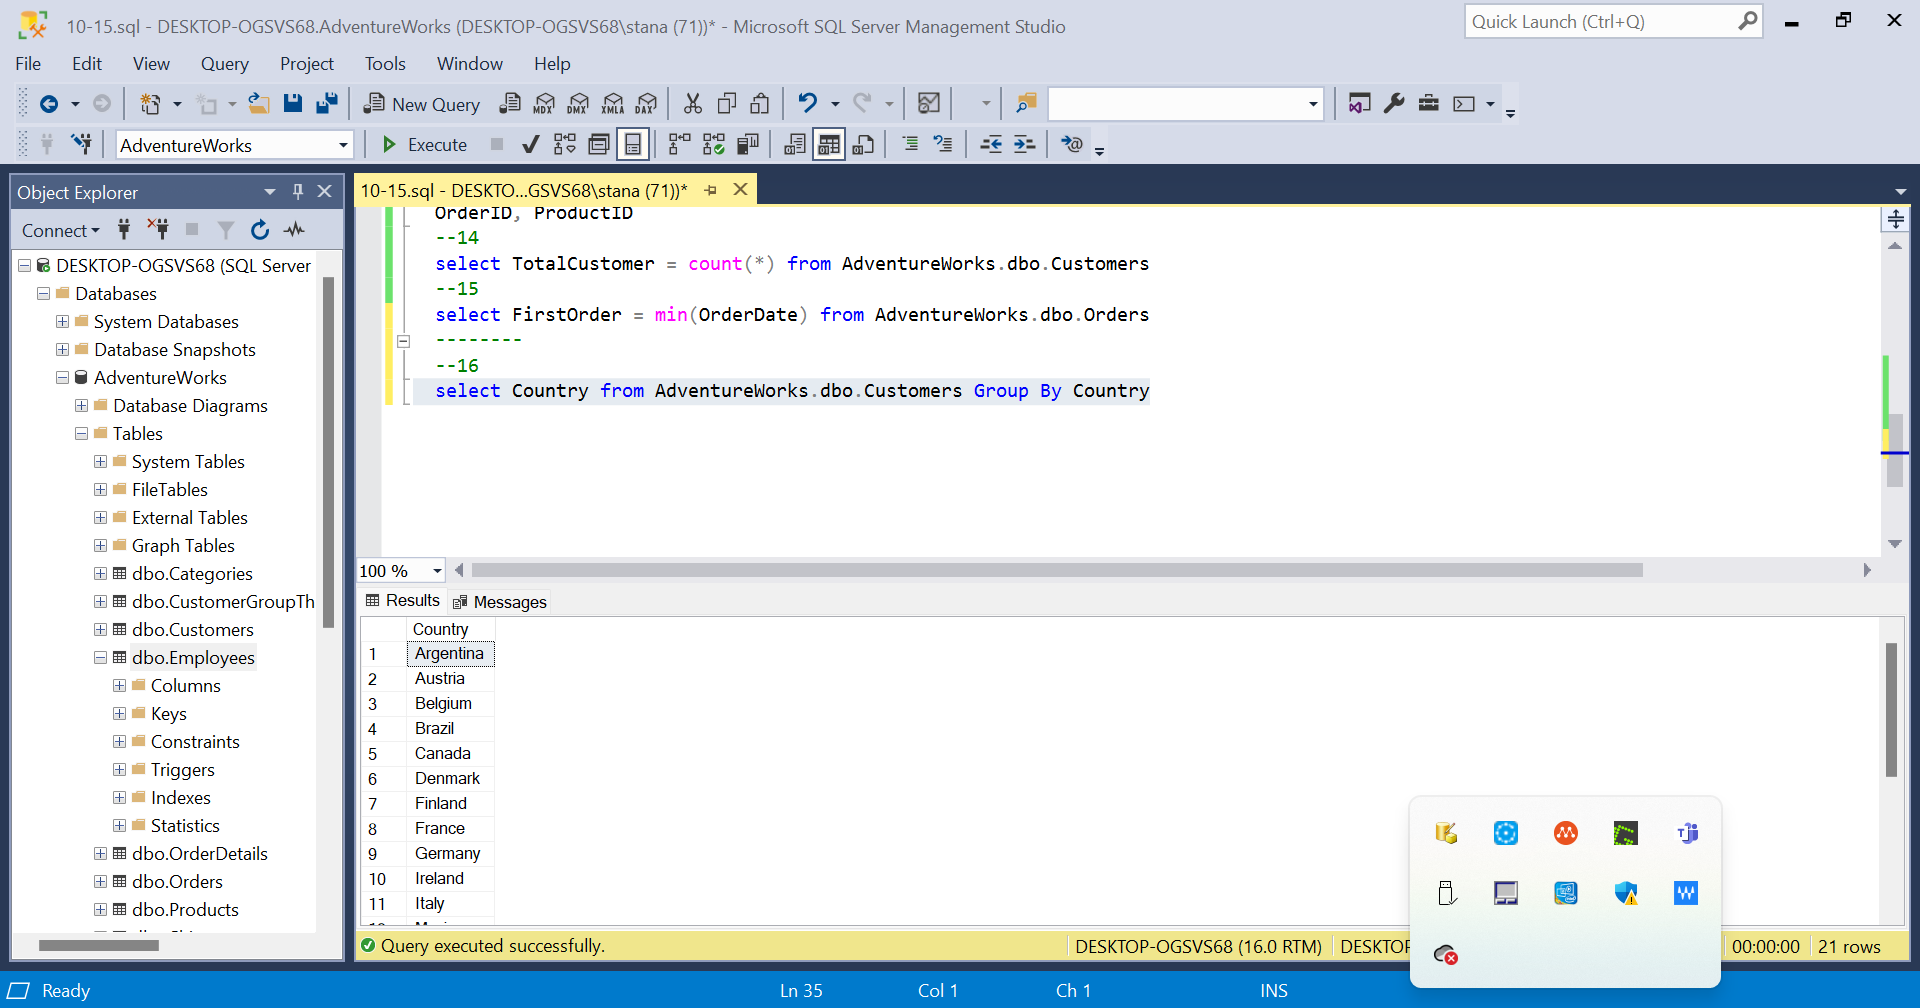 10-15.sql - DESKTOP-OGSVS68.AdventureWorks (DESKTOP-OGSVS68\stana (71))* - Microsoft SQL Server Management Studio
Quick Launch (Ctrl+Q)
File Edit View Query Project Tools Window Help
New Query MDX DMX XMLA DAX
AdventureWorks Execute
Object Explorer
Connect
DESKTOP-OGSVS68 (SQL Server
Databases
System Databases
Database Snapshots
AdventureWorks
Database Diagrams
Tables
System Tables
FileTables
External Tables
Graph Tables
dbo.Categories
dbo.CustomerGroupTh
dbo.Customers
dbo.Employees
Columns
Keys
Constraints
Triggers
Indexes
Statistics
dbo.OrderDetails
dbo.Orders
dbo.Products
10-15.sql - DESKTO...GSVS68\stana (71))*
OrderID, ProductID
--14
select TotalCustomer = count(*) from AdventureWorks.dbo.Customers
--15
select FirstOrder = min(OrderDate) from AdventureWorks.dbo.Orders
--------
--16
select Country from AdventureWorks.dbo.Customers Group By Country
100 %
Results Messages
Country
1 Argentina
2 Austria
3 Belgium
4 Brazil
5 Canada
6 Denmark
7 Finland
8 France
9 Germany
10 Ireland
11 Italy
Query executed successfully.
DESKTOP-OGSVS68 (16.0 RTM) DESKTOP 00:00:00 21 rows
Ready Ln 35 Col 1 Ch 1 INS